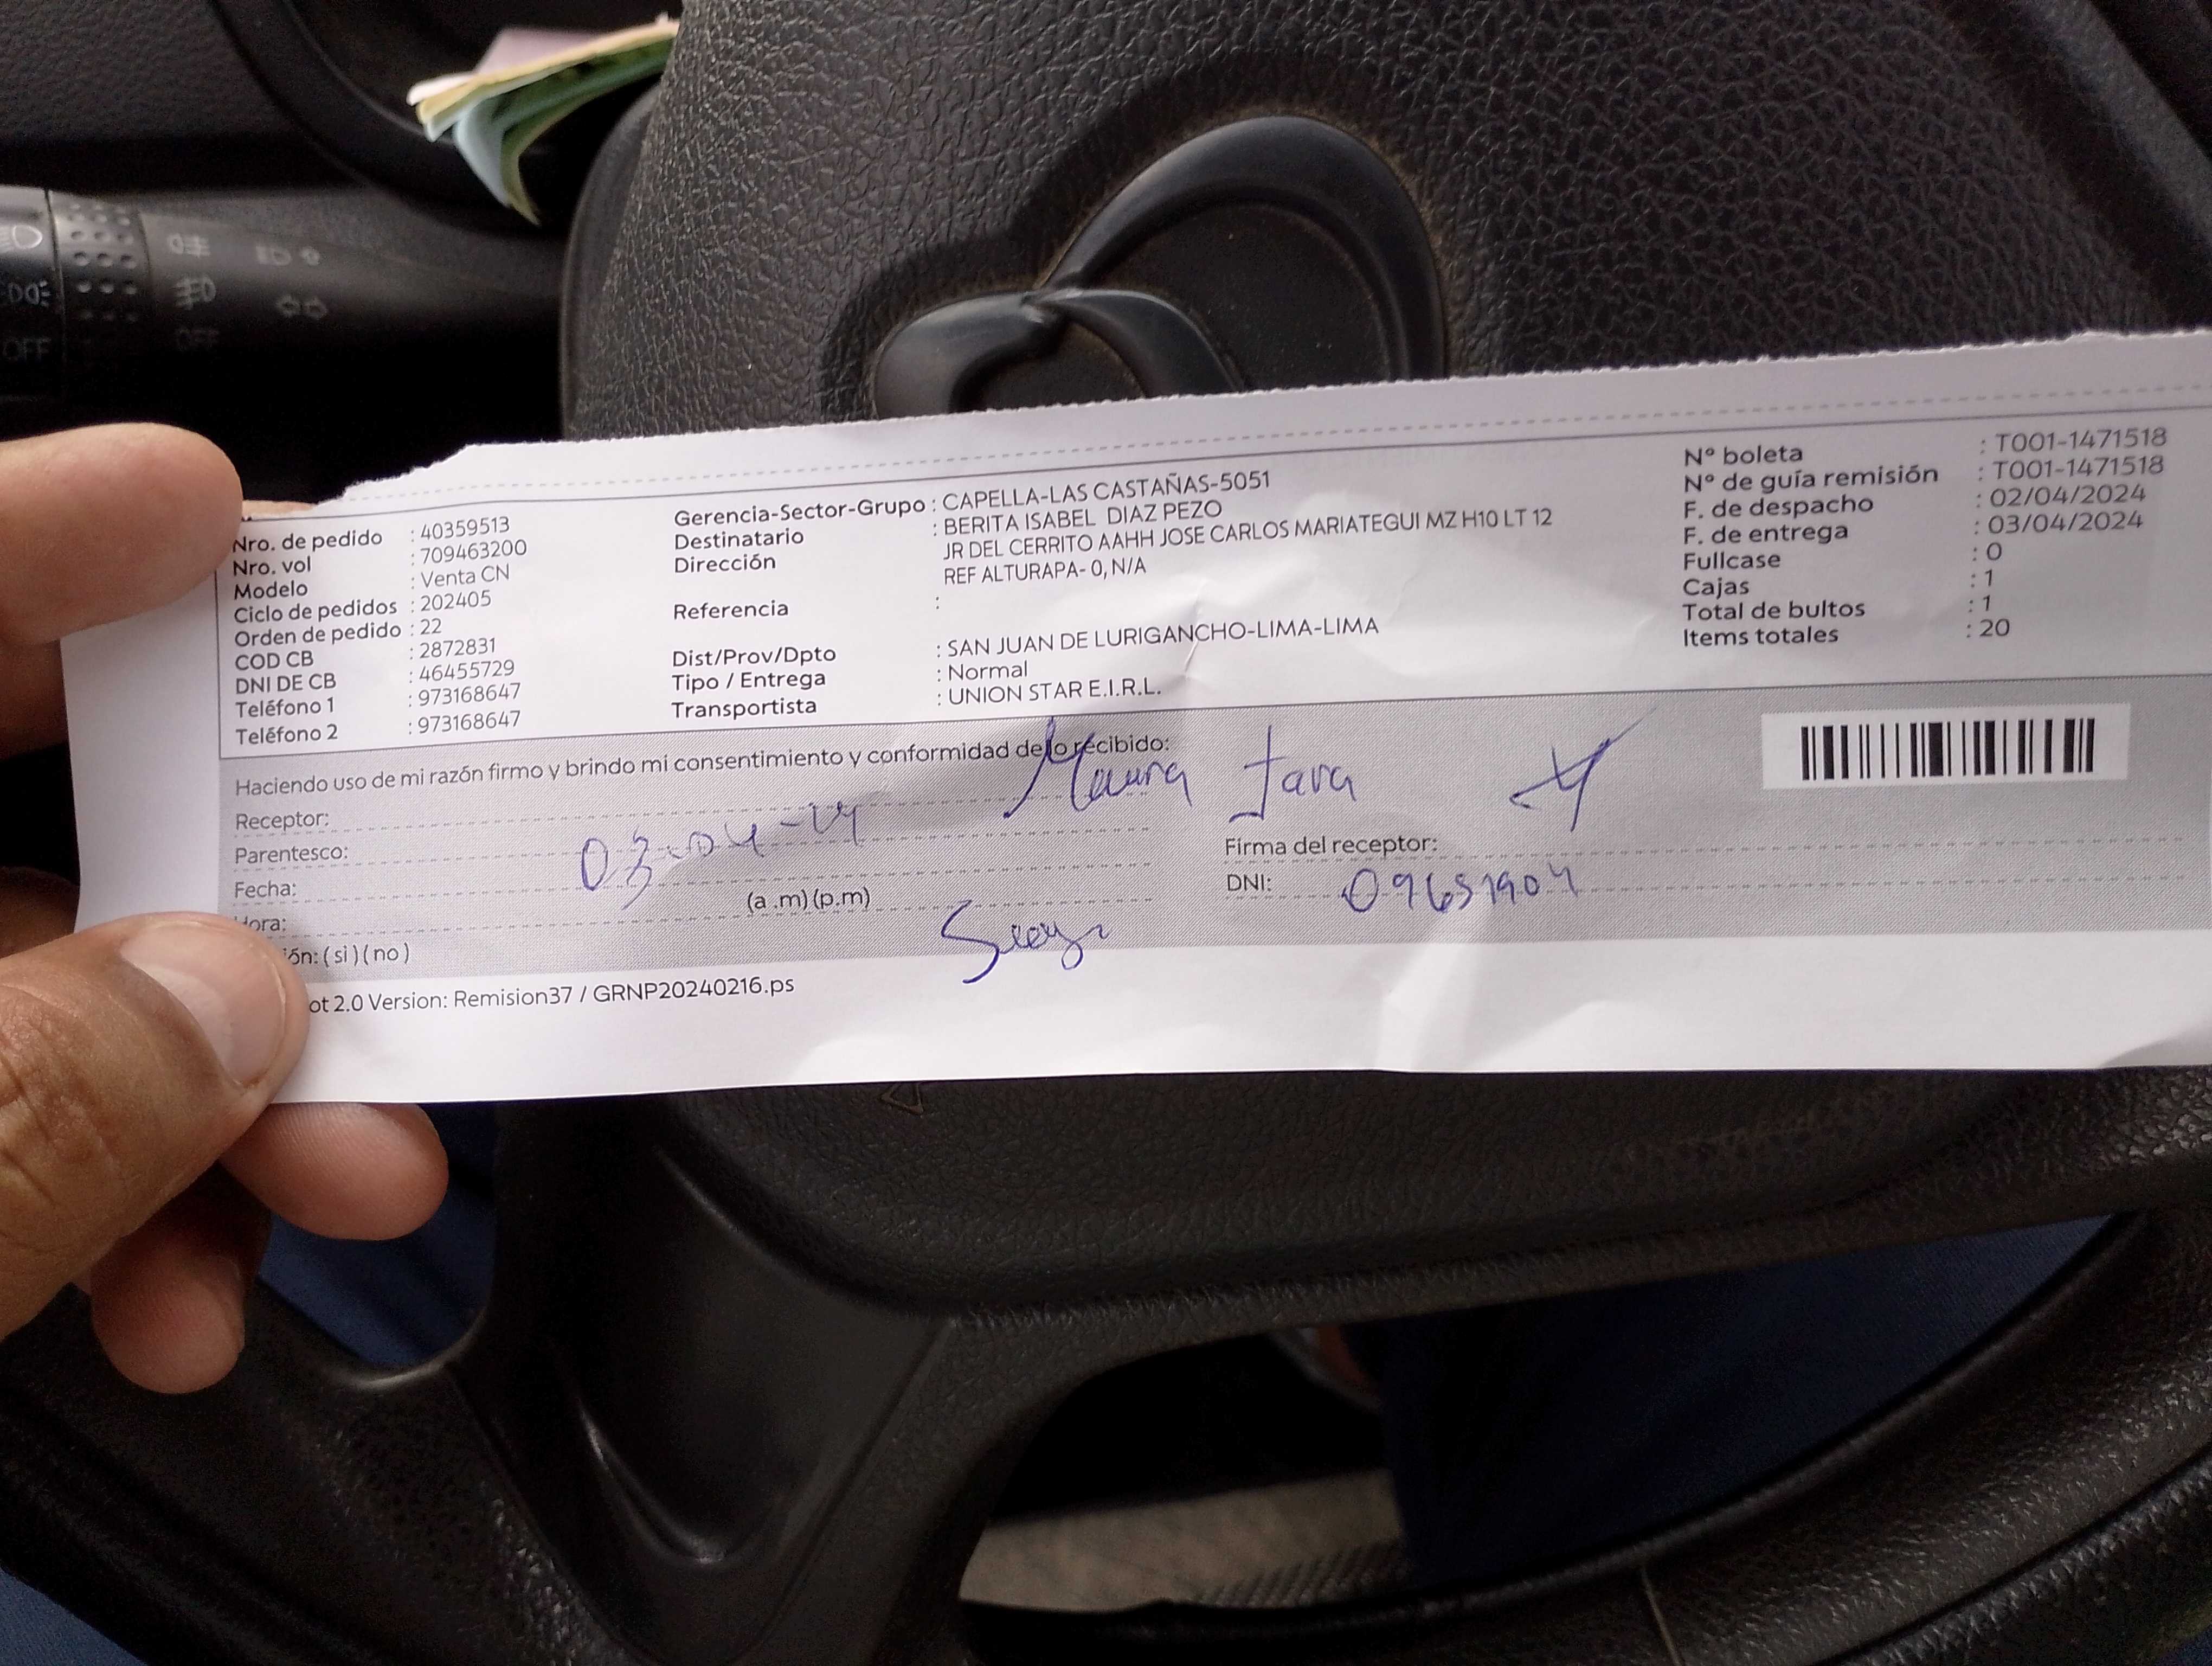 Nro. de pedido : 40359513
Nro. vol : 709463200
Modelo : Venta CN
Ciclo de pedidos : 202405
Orden de pedido : 22
COD CB : 2872831
DNI DE CB : 46455729
Teléfono 1 : 973168647
Teléfono 2 : 973168647
Gerencia-Sector-Grupo : CAPELLA-LAS CASTAÑAS-5051
Destinatario : BERITA ISABEL DIAZ PEZO
Dirección JR DEL CERRITO AAHH JOSE CARLOS MARIATEGUI MZ H10 LT 12
REF ALTURAPA- 0, N/A
Referencia :
Dist/Prov/Dpto : SAN JUAN DE LURIGANCHO-LIMA-LIMA
Tipo / Entrega : Normal
Transportista : UNION STAR E.I.R.L.
N° boleta : T001-1471518
N° de guía remisión : T001-1471518
F. de despacho : 02/04/2024
F. de entrega : 03/04/2024
Fullcase : 0
Cajas : 1
Total de bultos : 1
Items totales : 20
Haciendo uso de mi razón firmo y brindo mi consentimiento y conformidad de lo recibido:
Receptor: Maura Jara
Parentesco:
Fecha: 03-04-24
Hora: (a .m) (p.m)
ón: ( si ) ( no )
Firma del receptor:
DNI: 09651904
ot 2.0 Version: Remision37 / GRNP20240216.ps
OFF
OFF